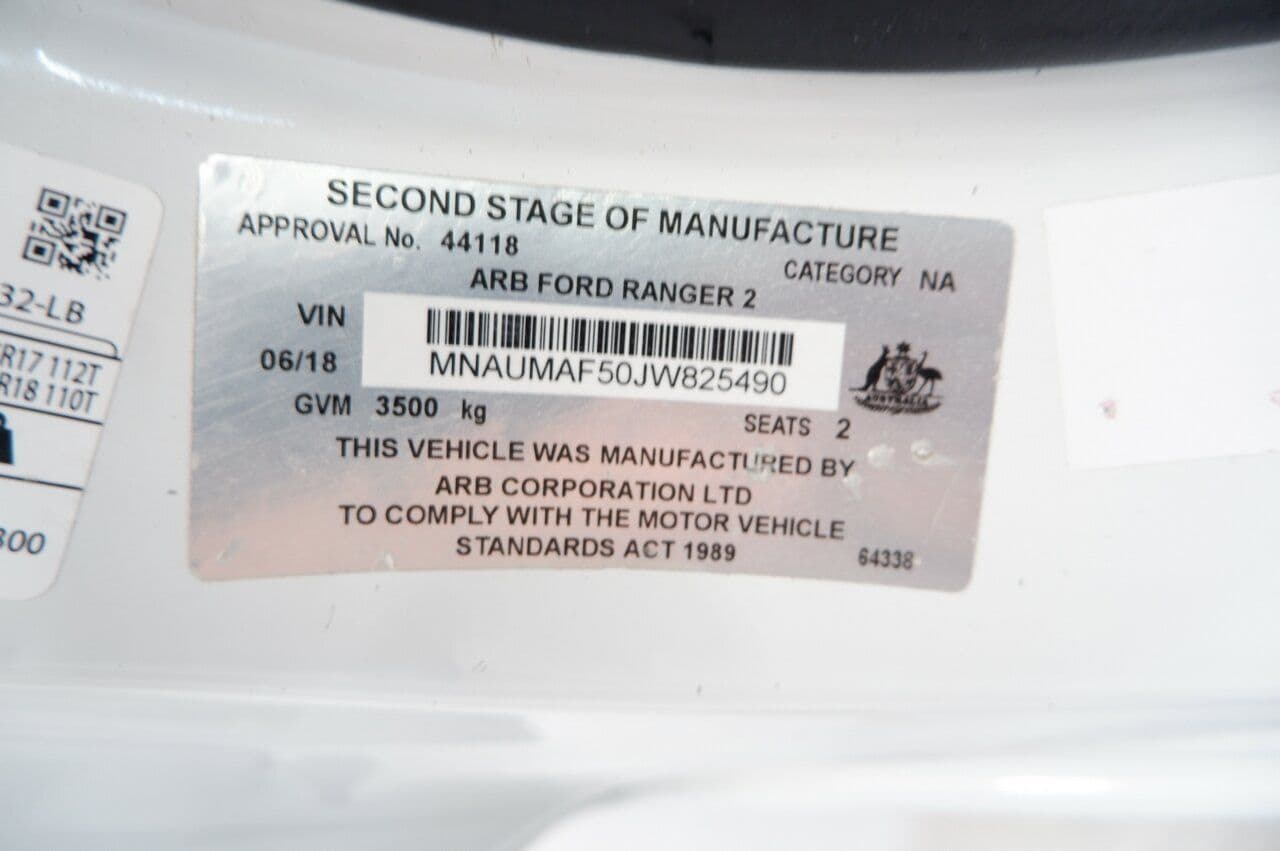 SECOND STAGE OF MANUFACTURE
APPROVAL No. 44118
CATEGORY NA
ARB FORD RANGER 2
VIN
06/18
MNAUMAF50JW825490
AUSTRALIA
GVM 3500 kg
SEATS 2
THIS VEHICLE WAS MANUFACTURED BY
ARB CORPORATION LTD
TO COMPLY WITH THE MOTOR VEHICLE
STANDARDS ACT 1989
64338
32-LB
R17 112T
R18 110T
300